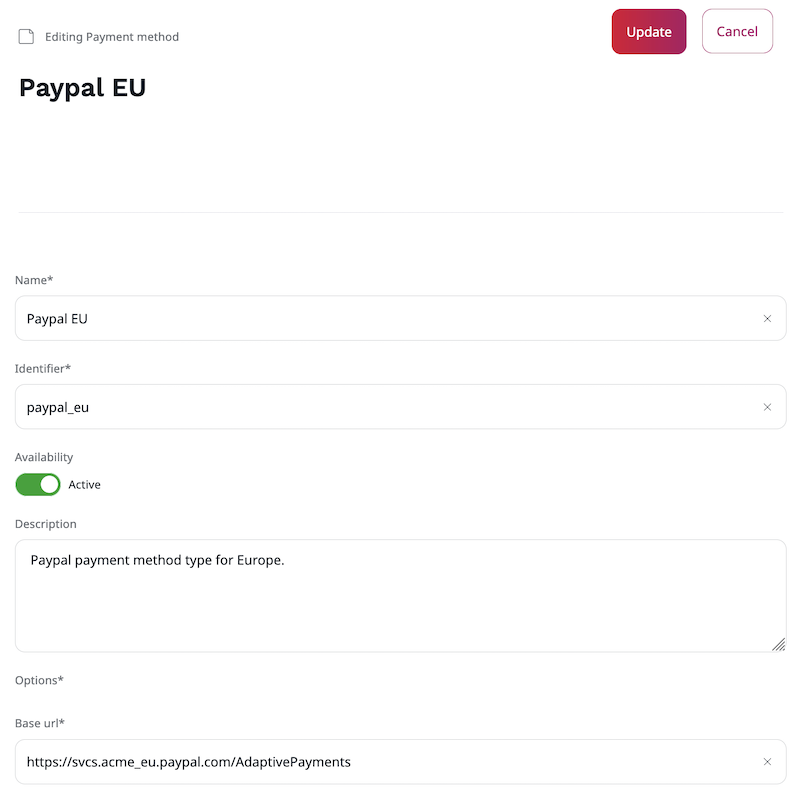 Editing Payment method
Update
Cancel
Paypal EU
Name*
Paypal EU
Identifier*
paypal_eu
Availability
Active
Description
Paypal payment method type for Europe.
Options*
Base url*
https://svcs.acme_eu.paypal.com/AdaptivePayments